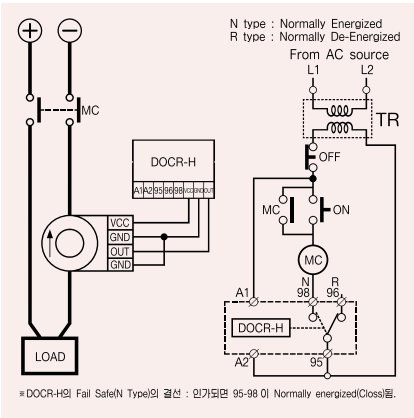 N type : Normally Energized
R type : Normally De-Energized
From AC source
L1 L2
TR
OFF
MC ON
MC
A1 N 98 R 96
DOCR-H
A2 95
+ −
MC
DOCR-H
A1 A2 95 96 98 VCC GND OUT
VCC
GND
OUT
GND
LOAD
※DOCR-H의 Fail Safe(N Type)의 결선 : 인가되면 95-98 이 Normally energized(Closs)됨.